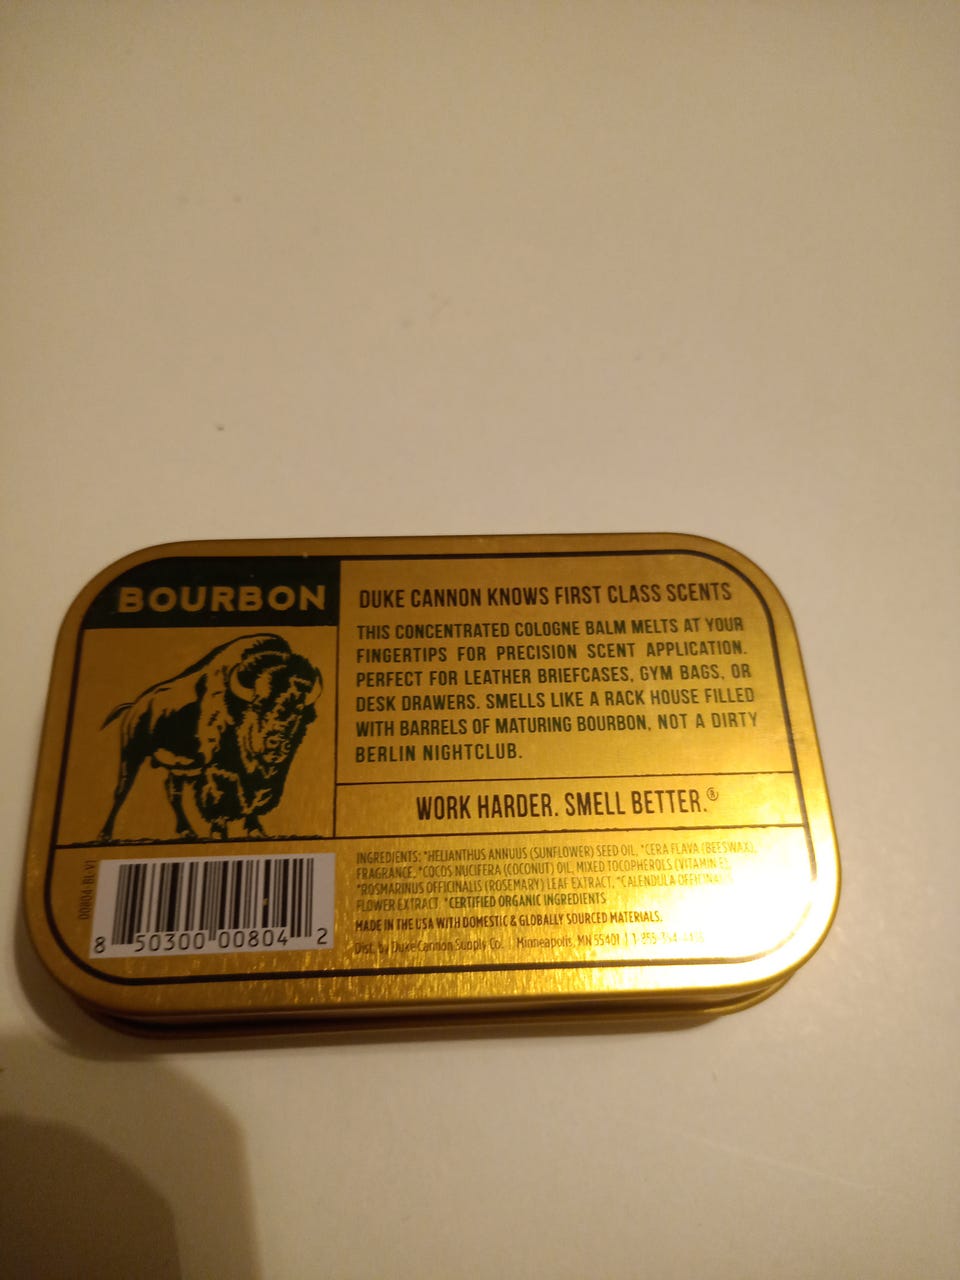 BOURBON
DUKE CANNON KNOWS FIRST CLASS SCENTS
THIS CONCENTRATED COLOGNE BALM MELTS AT YOUR
FINGERTIPS FOR PRECISION SCENT APPLICATION.
PERFECT FOR LEATHER BRIEFCASES, GYM BAGS, OR
DESK DRAWERS. SMELLS LIKE A RACK HOUSE FILLED
WITH BARRELS OF MATURING BOURBON, NOT A DIRTY
BERLIN NIGHTCLUB.
WORK HARDER. SMELL BETTER.®
INGREDIENTS: *HELIANTHUS ANNUUS (SUNFLOWER) SEED OIL, *CERA FLAVA (BEESWAX),
FRAGRANCE, *COCOS NUCIFERA (COCONUT) OIL, MIXED TOCOPHEROLS (VITAMIN E),
*ROSMARINUS OFFICINALIS (ROSEMARY) LEAF EXTRACT, *CALENDULA
FLOWER EXTRACT. *CERTIFIED ORGANIC INGREDIENTS
MADE IN THE USA WITH DOMESTIC & GLOBALLY SOURCED MATERIALS.
Dist. by Duke Cannon Supply Co. | Minneapolis, MN 55401 |
00804-BL-V1
8 50300 00804 2